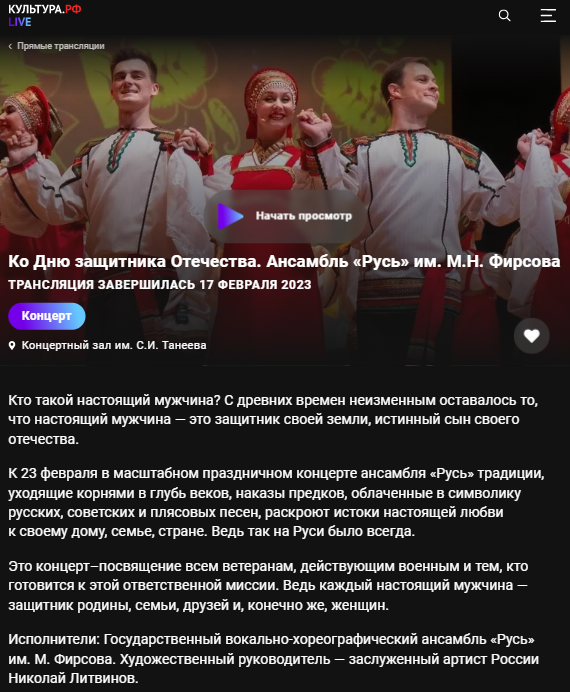 КУЛЬТУРА.РФ
LIVE
‹ Прямые трансляции
Начать просмотр
Ко Дню защитника Отечества. Ансамбль «Русь» им. М.Н. Фирсова
ТРАНСЛЯЦИЯ ЗАВЕРШИЛАСЬ 17 ФЕВРАЛЯ 2023
Концерт
Концертный зал им. С.И. Танеева
Кто такой настоящий мужчина? С древних времен неизменным оставалось то,
что настоящий мужчина — это защитник своей земли, истинный сын своего
отечества.
К 23 февраля в масштабном праздничном концерте ансамбля «Русь» традиции,
уходящие корнями в глубь веков, наказы предков, облаченные в символику
русских, советских и плясовых песен, раскроют истоки настоящей любви
к своему дому, семье, стране. Ведь так на Руси было всегда.
Это концерт–посвящение всем ветеранам, действующим военным и тем, кто
готовится к этой ответственной миссии. Ведь каждый настоящий мужчина —
защитник родины, семьи, друзей и, конечно же, женщин.
Исполнители: Государственный вокально-хореографический ансамбль «Русь»
им. М. Фирсова. Художественный руководитель — заслуженный артист России
Николай Литвинов.